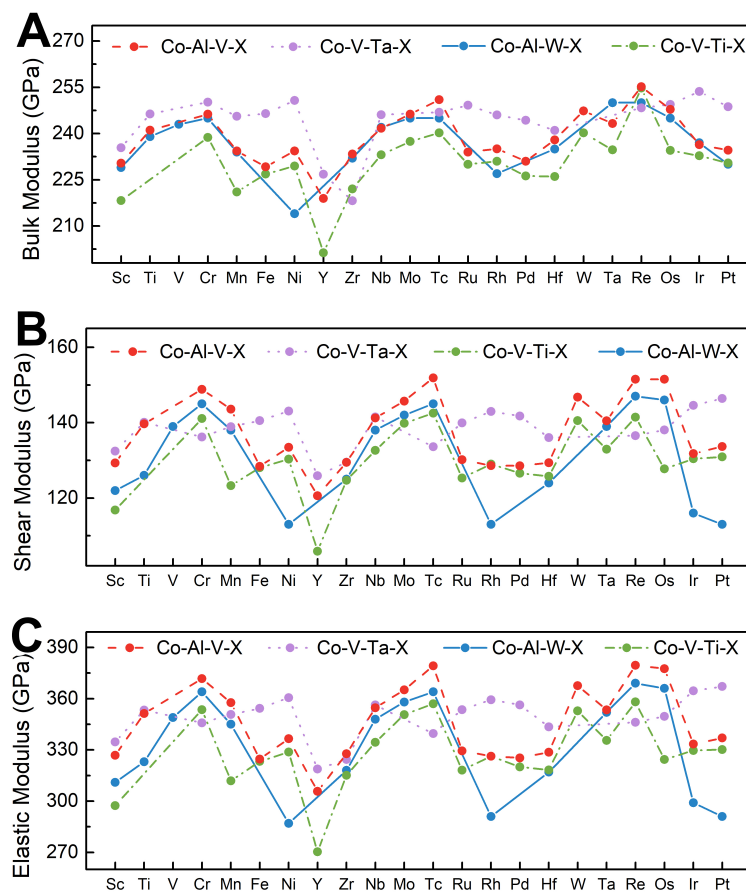 A
270
255
240
225
210
Bulk Modulus (GPa)
Co-Al-V-X Co-V-Ta-X Co-Al-W-X Co-V-Ti-X
Sc Ti V Cr Mn Fe Ni Y Zr Nb Mo Tc Ru Rh Pd Hf W Ta Re Os Ir Pt
B
160
140
120
Shear Modulus (GPa)
Co-Al-V-X Co-V-Ta-X Co-V-Ti-X Co-Al-W-X
Sc Ti V Cr Mn Fe Ni Y Zr Nb Mo Tc Ru Rh Pd Hf W Ta Re Os Ir Pt
C
390
360
330
300
270
Elastic Modulus (GPa)
Co-Al-V-X Co-V-Ta-X Co-Al-W-X Co-V-Ti-X
Sc Ti V Cr Mn Fe Ni Y Zr Nb Mo Tc Ru Rh Pd Hf W Ta Re Os Ir Pt